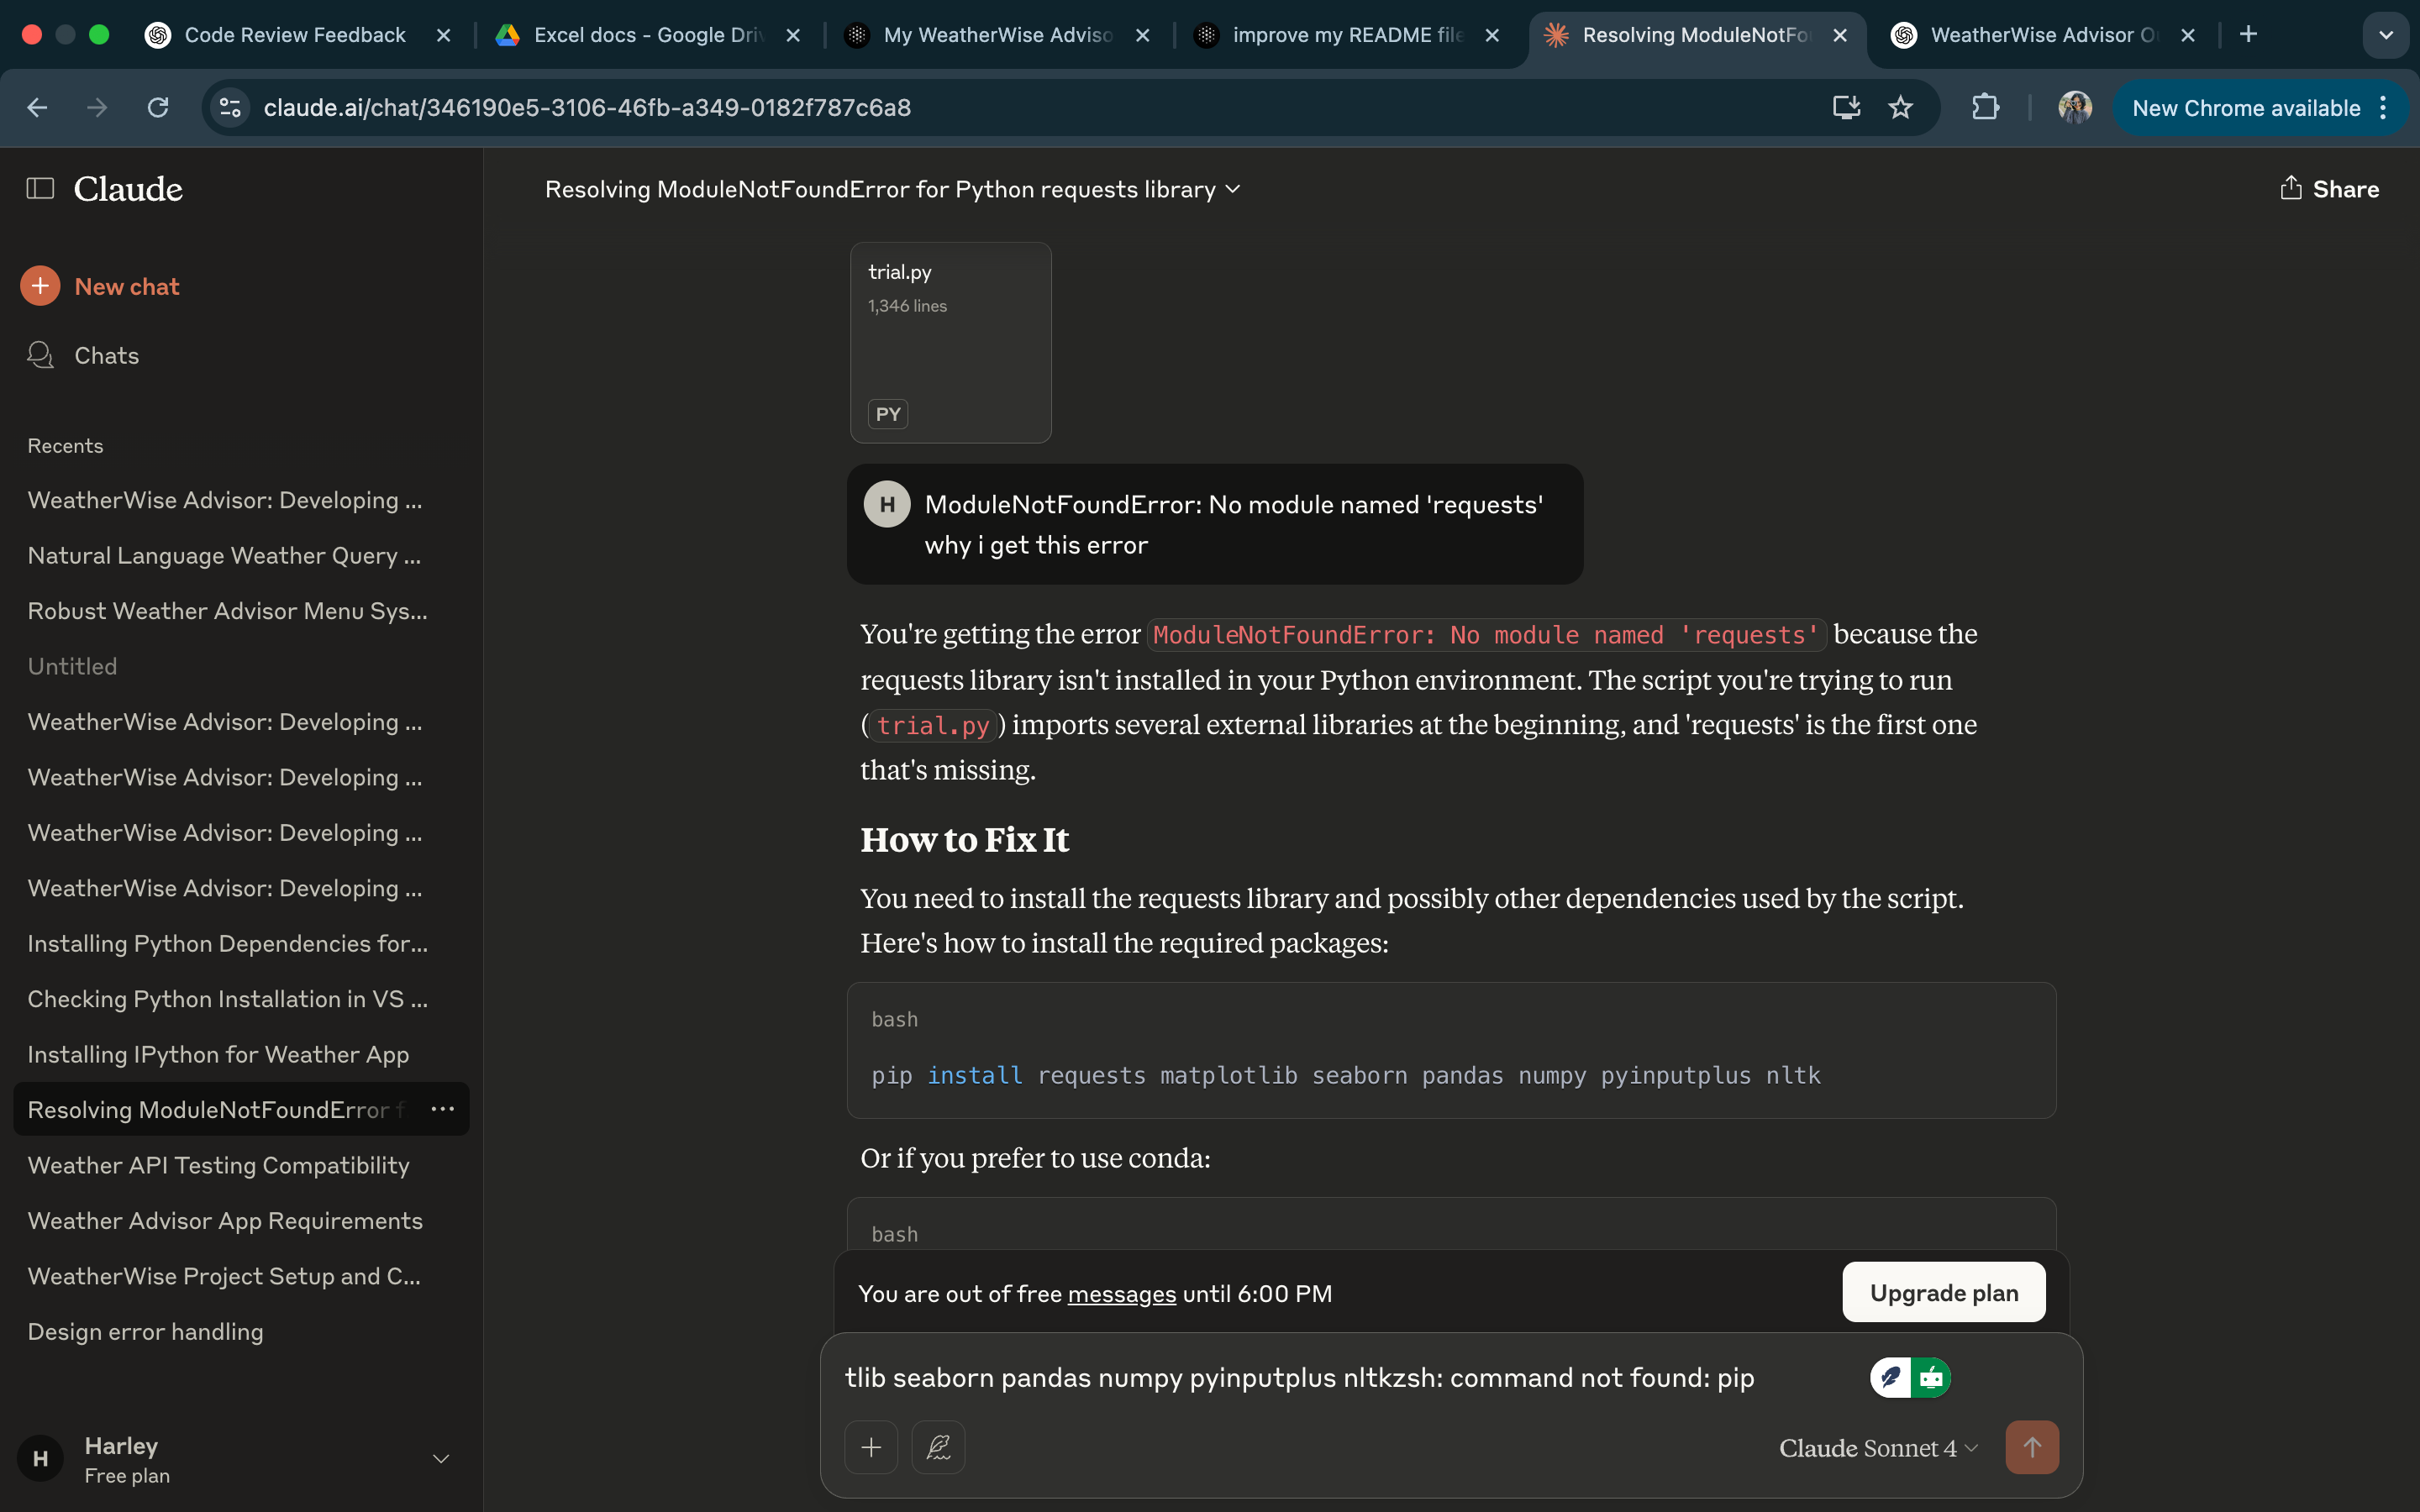 Code Review Feedback
Excel docs - Google Driv
My WeatherWise Adviso
improve my README file
Resolving ModuleNotFou
WeatherWise Advisor O
claude.ai/chat/346190e5-3106-46fb-a349-0182f787c6a8
New Chrome available
Claude
New chat
Chats
Recents
WeatherWise Advisor: Developing ...
Natural Language Weather Query ...
Robust Weather Advisor Menu Sys...
Untitled
WeatherWise Advisor: Developing ...
WeatherWise Advisor: Developing ...
WeatherWise Advisor: Developing ...
WeatherWise Advisor: Developing ...
Installing Python Dependencies for...
Checking Python Installation in VS ...
Installing IPython for Weather App
Resolving ModuleNotFoundError f
Weather API Testing Compatibility
Weather Advisor App Requirements
WeatherWise Project Setup and C...
Design error handling
H
Harley
Free plan
Resolving ModuleNotFoundError for Python requests library
Share
trial.py
1,346 lines
PY
H
ModuleNotFoundError: No module named 'requests'
why i get this error
You're getting the error ModuleNotFoundError: No module named 'requests' because the
requests library isn't installed in your Python environment. The script you're trying to run
(trial.py) imports several external libraries at the beginning, and 'requests' is the first one
that's missing.
How to Fix It
You need to install the requests library and possibly other dependencies used by the script.
Here's how to install the required packages:
bash
pip install requests matplotlib seaborn pandas numpy pyinputplus nltk
Or if you prefer to use conda:
bash
You are out of free messages until 6:00 PM
Upgrade plan
tlib seaborn pandas numpy pyinputplus nltkzsh: command not found: pip
Claude Sonnet 4